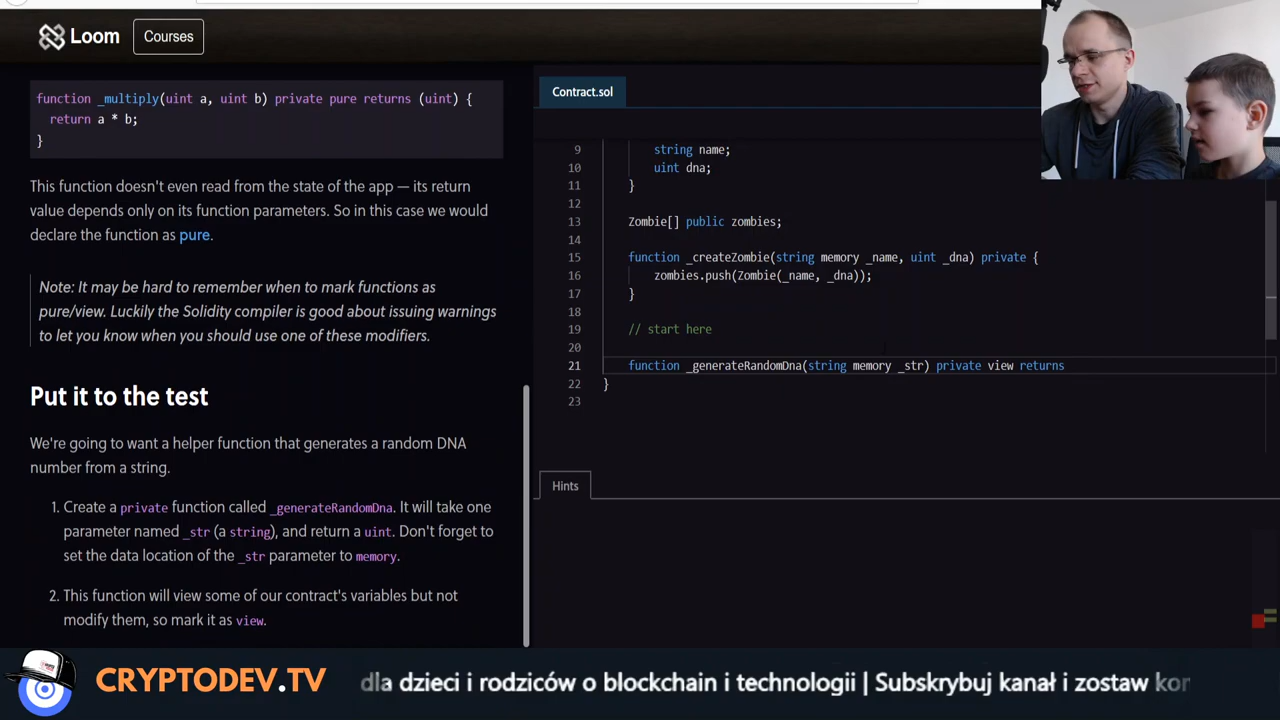 Loom
Courses
function _multiply(uint a, uint b) private pure returns (uint) {
return a * b;
}
This function doesn't even read from the state of the app — its return
value depends only on its function parameters. So in this case we would
declare the function as pure.
Note: It may be hard to remember when to mark functions as
pure/view. Luckily the Solidity compiler is good about issuing warnings
to let you know when you should use one of these modifiers.
Put it to the test
We're going to want a helper function that generates a random DNA
number from a string.
1. Create a private function called _generateRandomDna. It will take one
parameter named _str (a string), and return a uint. Don't forget to
set the data location of the _str parameter to memory.
2. This function will view some of our contract's variables but not
modify them, so mark it as view.
Contract.sol
9 string name;
10 uint dna;
11 }
12
13 Zombie[] public zombies;
14
15 function _createZombie(string memory _name, uint _dna) private {
16 zombies.push(Zombie(_name, _dna));
17 }
18
19 // start here
20
21 function _generateRandomDna(string memory _str) private view returns
22 }
23
Hints
CRYPTODEV.TV
dla dzieci i rodziców o blockchain i technologii | Subskrybuj kanał i zostaw kor